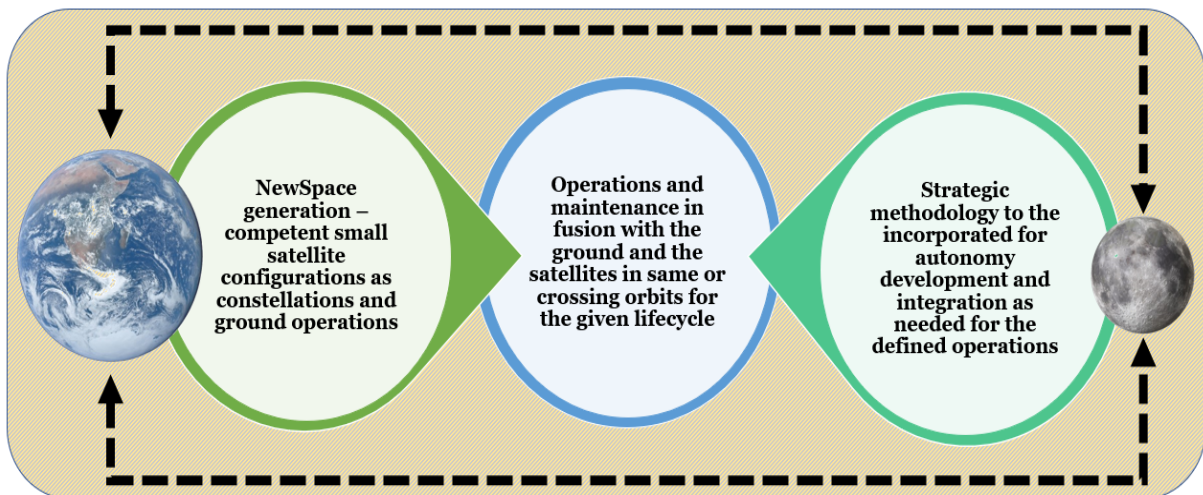 NewSpace
generation –
competent small
satellite
configurations as
constellations and
ground operations
Operations and
maintenance in
fusion with the
ground and the
satellites in same or
crossing orbits for
the given lifecycle
Strategic
methodology to the
incorporated for
autonomy
development and
integration as
needed for the
defined operations